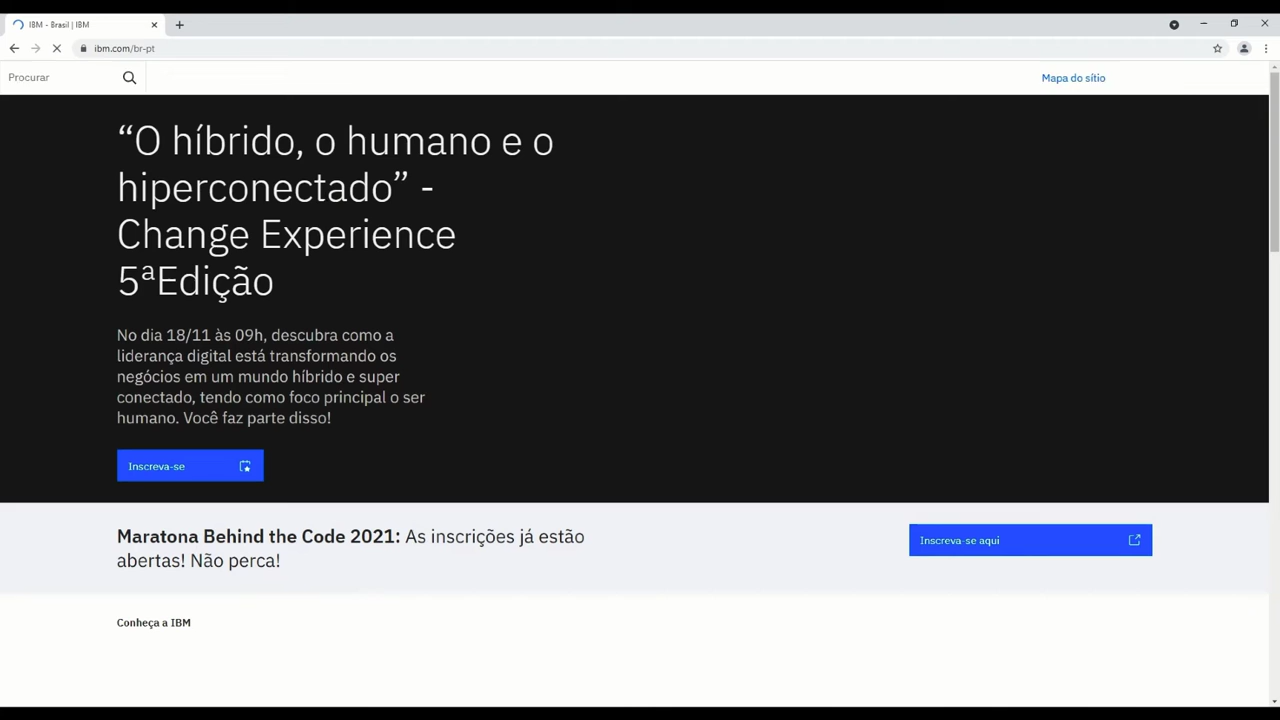 IBM - Brasil | IBM
ibm.com/br-pt
Procurar
Mapa do sítio
“O híbrido, o humano e o
hiperconectado” -
Change Experience
5ªEdição
No dia 18/11 às 09h, descubra como a
liderança digital está transformando os
negócios em um mundo híbrido e super
conectado, tendo como foco principal o ser
humano. Você faz parte disso!
Inscreva-se
Maratona Behind the Code 2021: As inscrições já estão
abertas! Não perca!
Inscreva-se aqui
Conheça a IBM